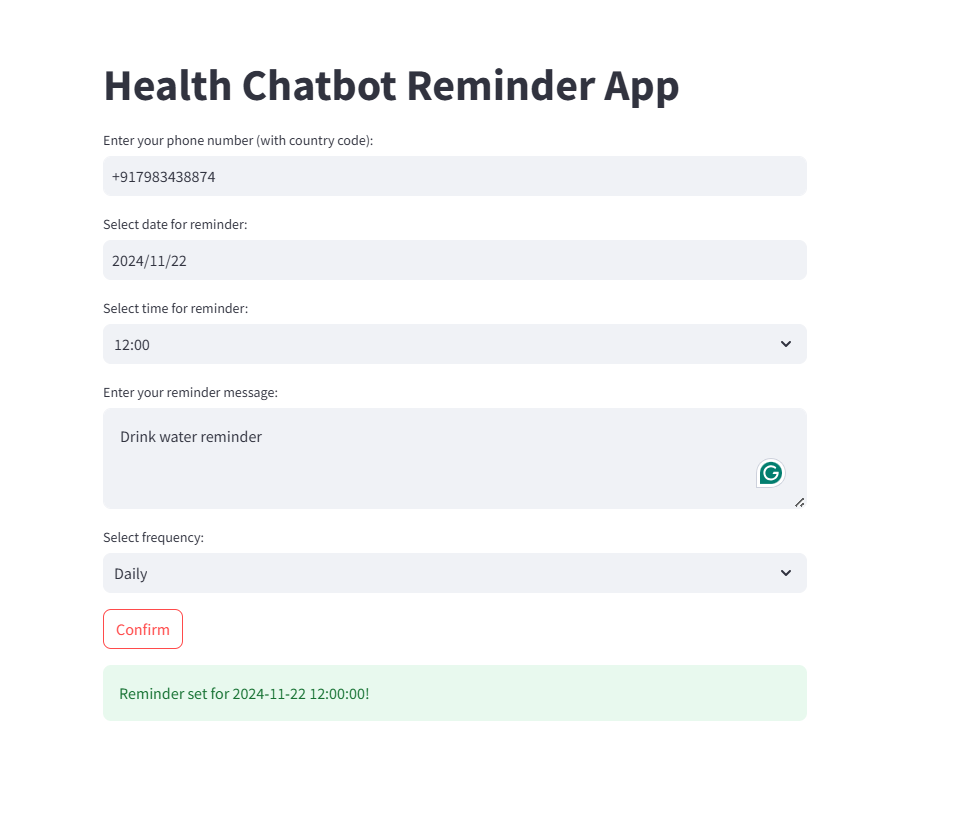 Health Chatbot Reminder App
Enter your phone number (with country code):
+917983438874
Select date for reminder:
2024/11/22
Select time for reminder:
12:00
Enter your reminder message:
Drink water reminder
Select frequency:
Daily
Confirm
Reminder set for 2024-11-22 12:00:00!